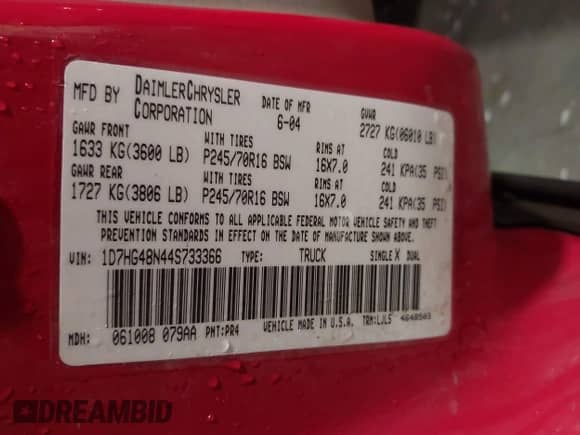 MFD BY DAIMLERCHRYSLER CORPORATION DATE OF MFR 6-04 GVWR 2727 KG(06010 LB)
GAWR FRONT WITH TIRES RIMS AT COLD
1633 KG(3600 LB) P245/70R16 BSW 16X7.0 241 KPA(35 PSI)
GAWR REAR WITH TIRES RIMS AT COLD
1727 KG(3806 LB) P245/70R16 BSW 16X7.0 241 KPA(35 PSI)
THIS VEHICLE CONFORMS TO ALL APPLICABLE FEDERAL MOTOR VEHICLE SAFETY AND THEFT
PREVENTION STANDARDS IN EFFECT ON THE DATE OF MANUFACTURE SHOWN ABOVE.
VIN: 1D7HG48N44S733366 TYPE: TRUCK SINGLE X DUAL
MDH: 061008 079AA PNT:PR4 VEHICLE MADE IN U.S.A. TRM:LJL5
DREAMBID